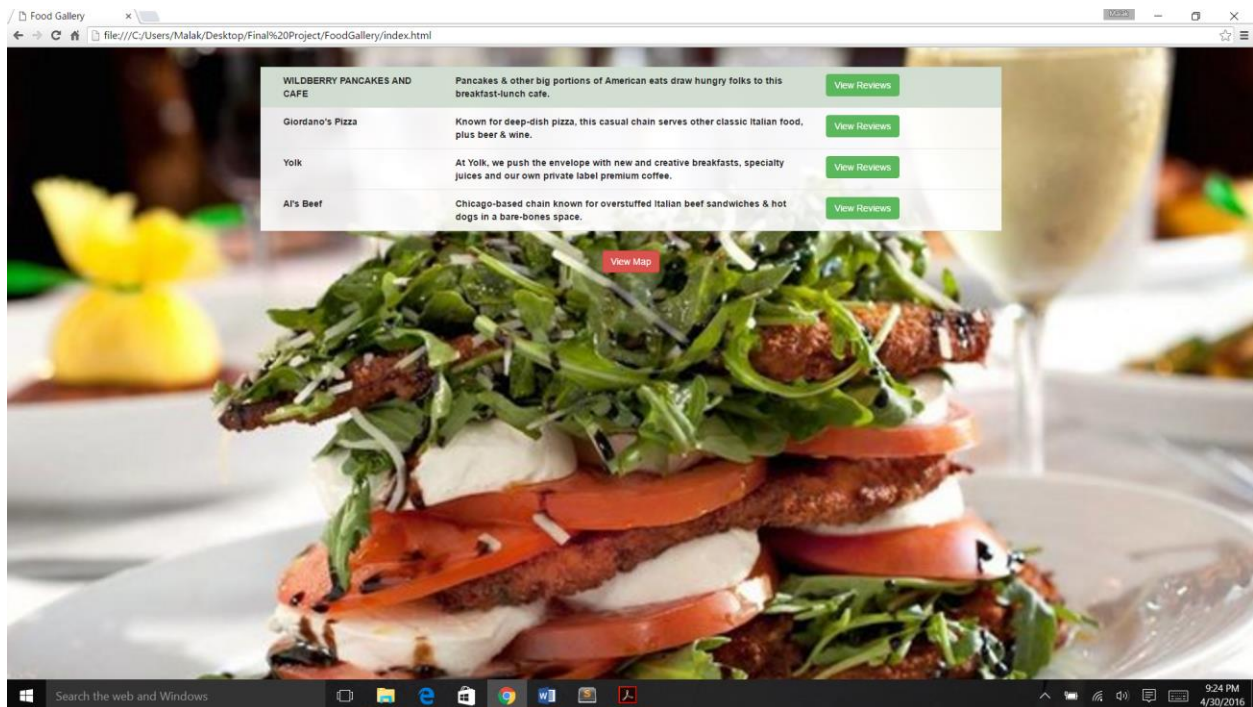 Food Gallery
Malak
file:///C:/Users/Malak/Desktop/Final%20Project/FoodGallery/index.html
WILDBERRY PANCAKES AND
CAFE
Pancakes & other big portions of American eats draw hungry folks to this
breakfast-lunch cafe.
View Reviews
Giordano's Pizza
Known for deep-dish pizza, this casual chain serves other classic Italian food,
plus beer & wine.
View Reviews
Yolk
At Yolk, we push the envelope with new and creative breakfasts, specialty
juices and our own private label premium coffee.
View Reviews
Al's Beef
Chicago-based chain known for overstuffed Italian beef sandwiches & hot
dogs in a bare-bones space.
View Reviews
View Map
Search the web and Windows
9:24 PM
4/30/2016